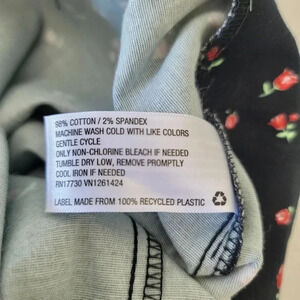 98% COTTON / 2% SPANDEX
MACHINE WASH COLD WITH LIKE COLORS
GENTLE CYCLE
ONLY NON-CHLORINE BLEACH IF NEEDED
TUMBLE DRY LOW, REMOVE PROMPTLY
COOL IRON IF NEEDED
RN17730 VN1261424
LABEL MADE FROM 100% RECYCLED PLASTIC